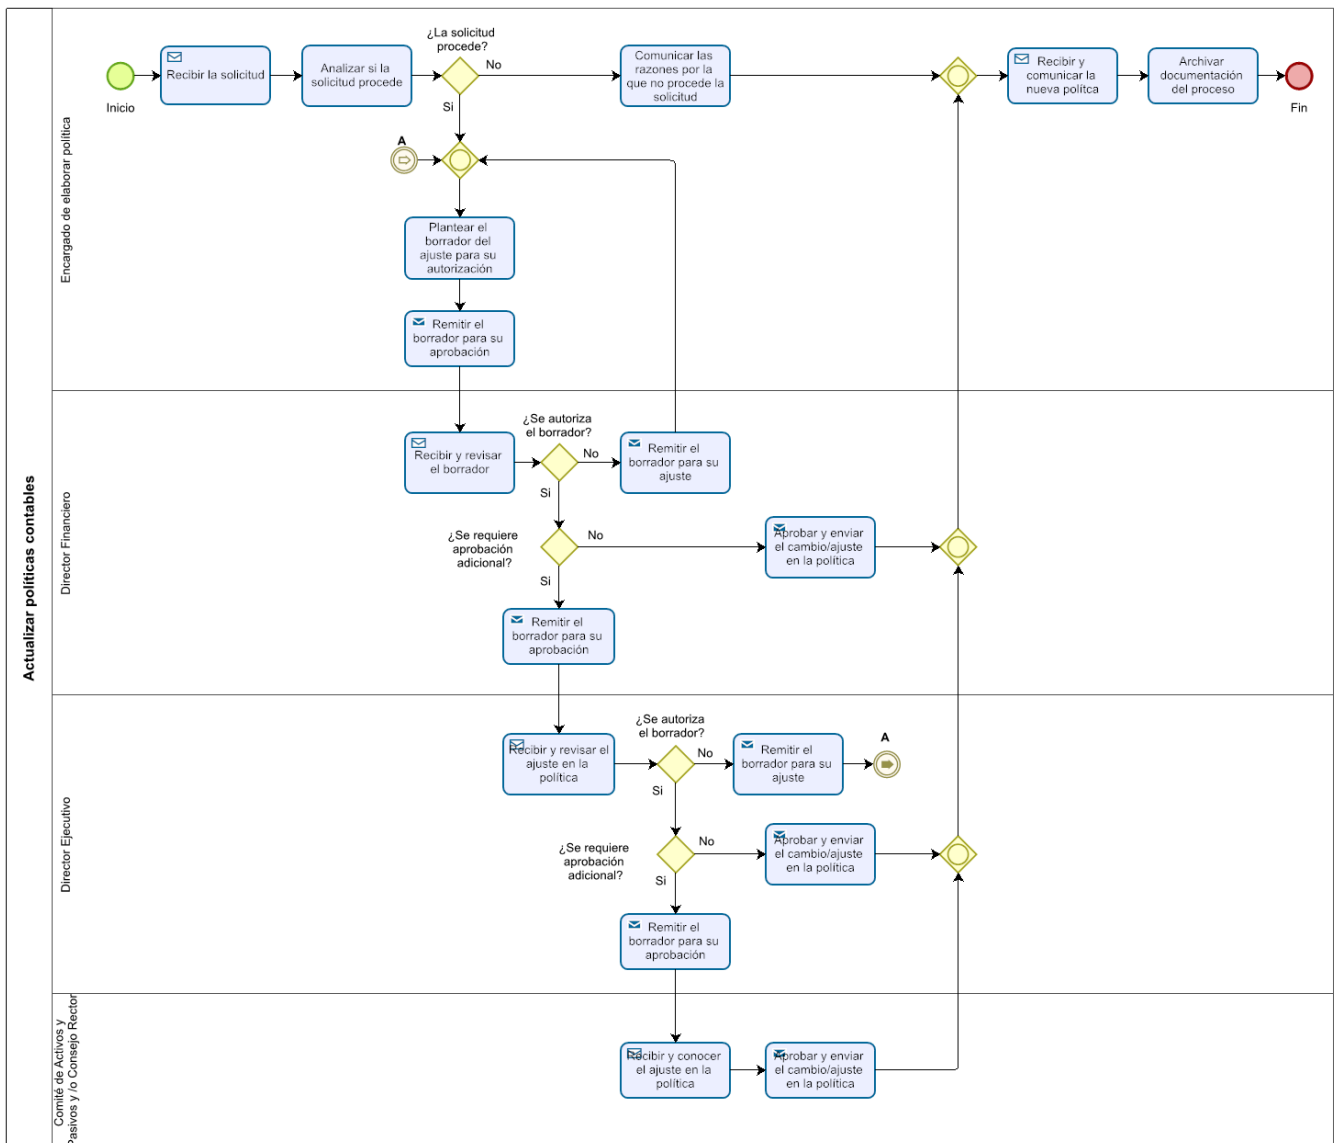 Actualizar políticas contables
Encargado de elaborar política
Inicio
Recibir la solicitud
Analizar si la
solicitud procede
¿La solicitud
procede?
No
Si
Comunicar las
razones por la
que no procede la
solicitud
Recibir y
comunicar la
nueva polítca
Archivar
documentación
del proceso
Fin
A
Plantear el
borrador del
ajuste para su
autorización
Remitir el
borrador para su
aprobación
Director Financiero
Recibir y revisar
el borrador
¿Se autoriza
el borrador?
No
Si
Remitir el
borrador para su
ajuste
¿Se requiere
aprobación
adicional?
No
Si
Aprobar y enviar
el cambio/ajuste
en la política
Remitir el
borrador para su
aprobación
Director Ejecutivo
Recibir y revisar el
ajuste en la
política
¿Se autoriza
el borrador?
No
Si
Remitir el
borrador para su
ajuste
A
¿Se requiere
aprobación
adicional?
No
Si
Aprobar y enviar
el cambio/ajuste
en la política
Remitir el
borrador para su
aprobación
Comité de Activos y
Pasivos y /o Consejo Rector
Recibir y conocer
el ajuste en la
política
Aprobar y enviar
el cambio/ajuste
en la política